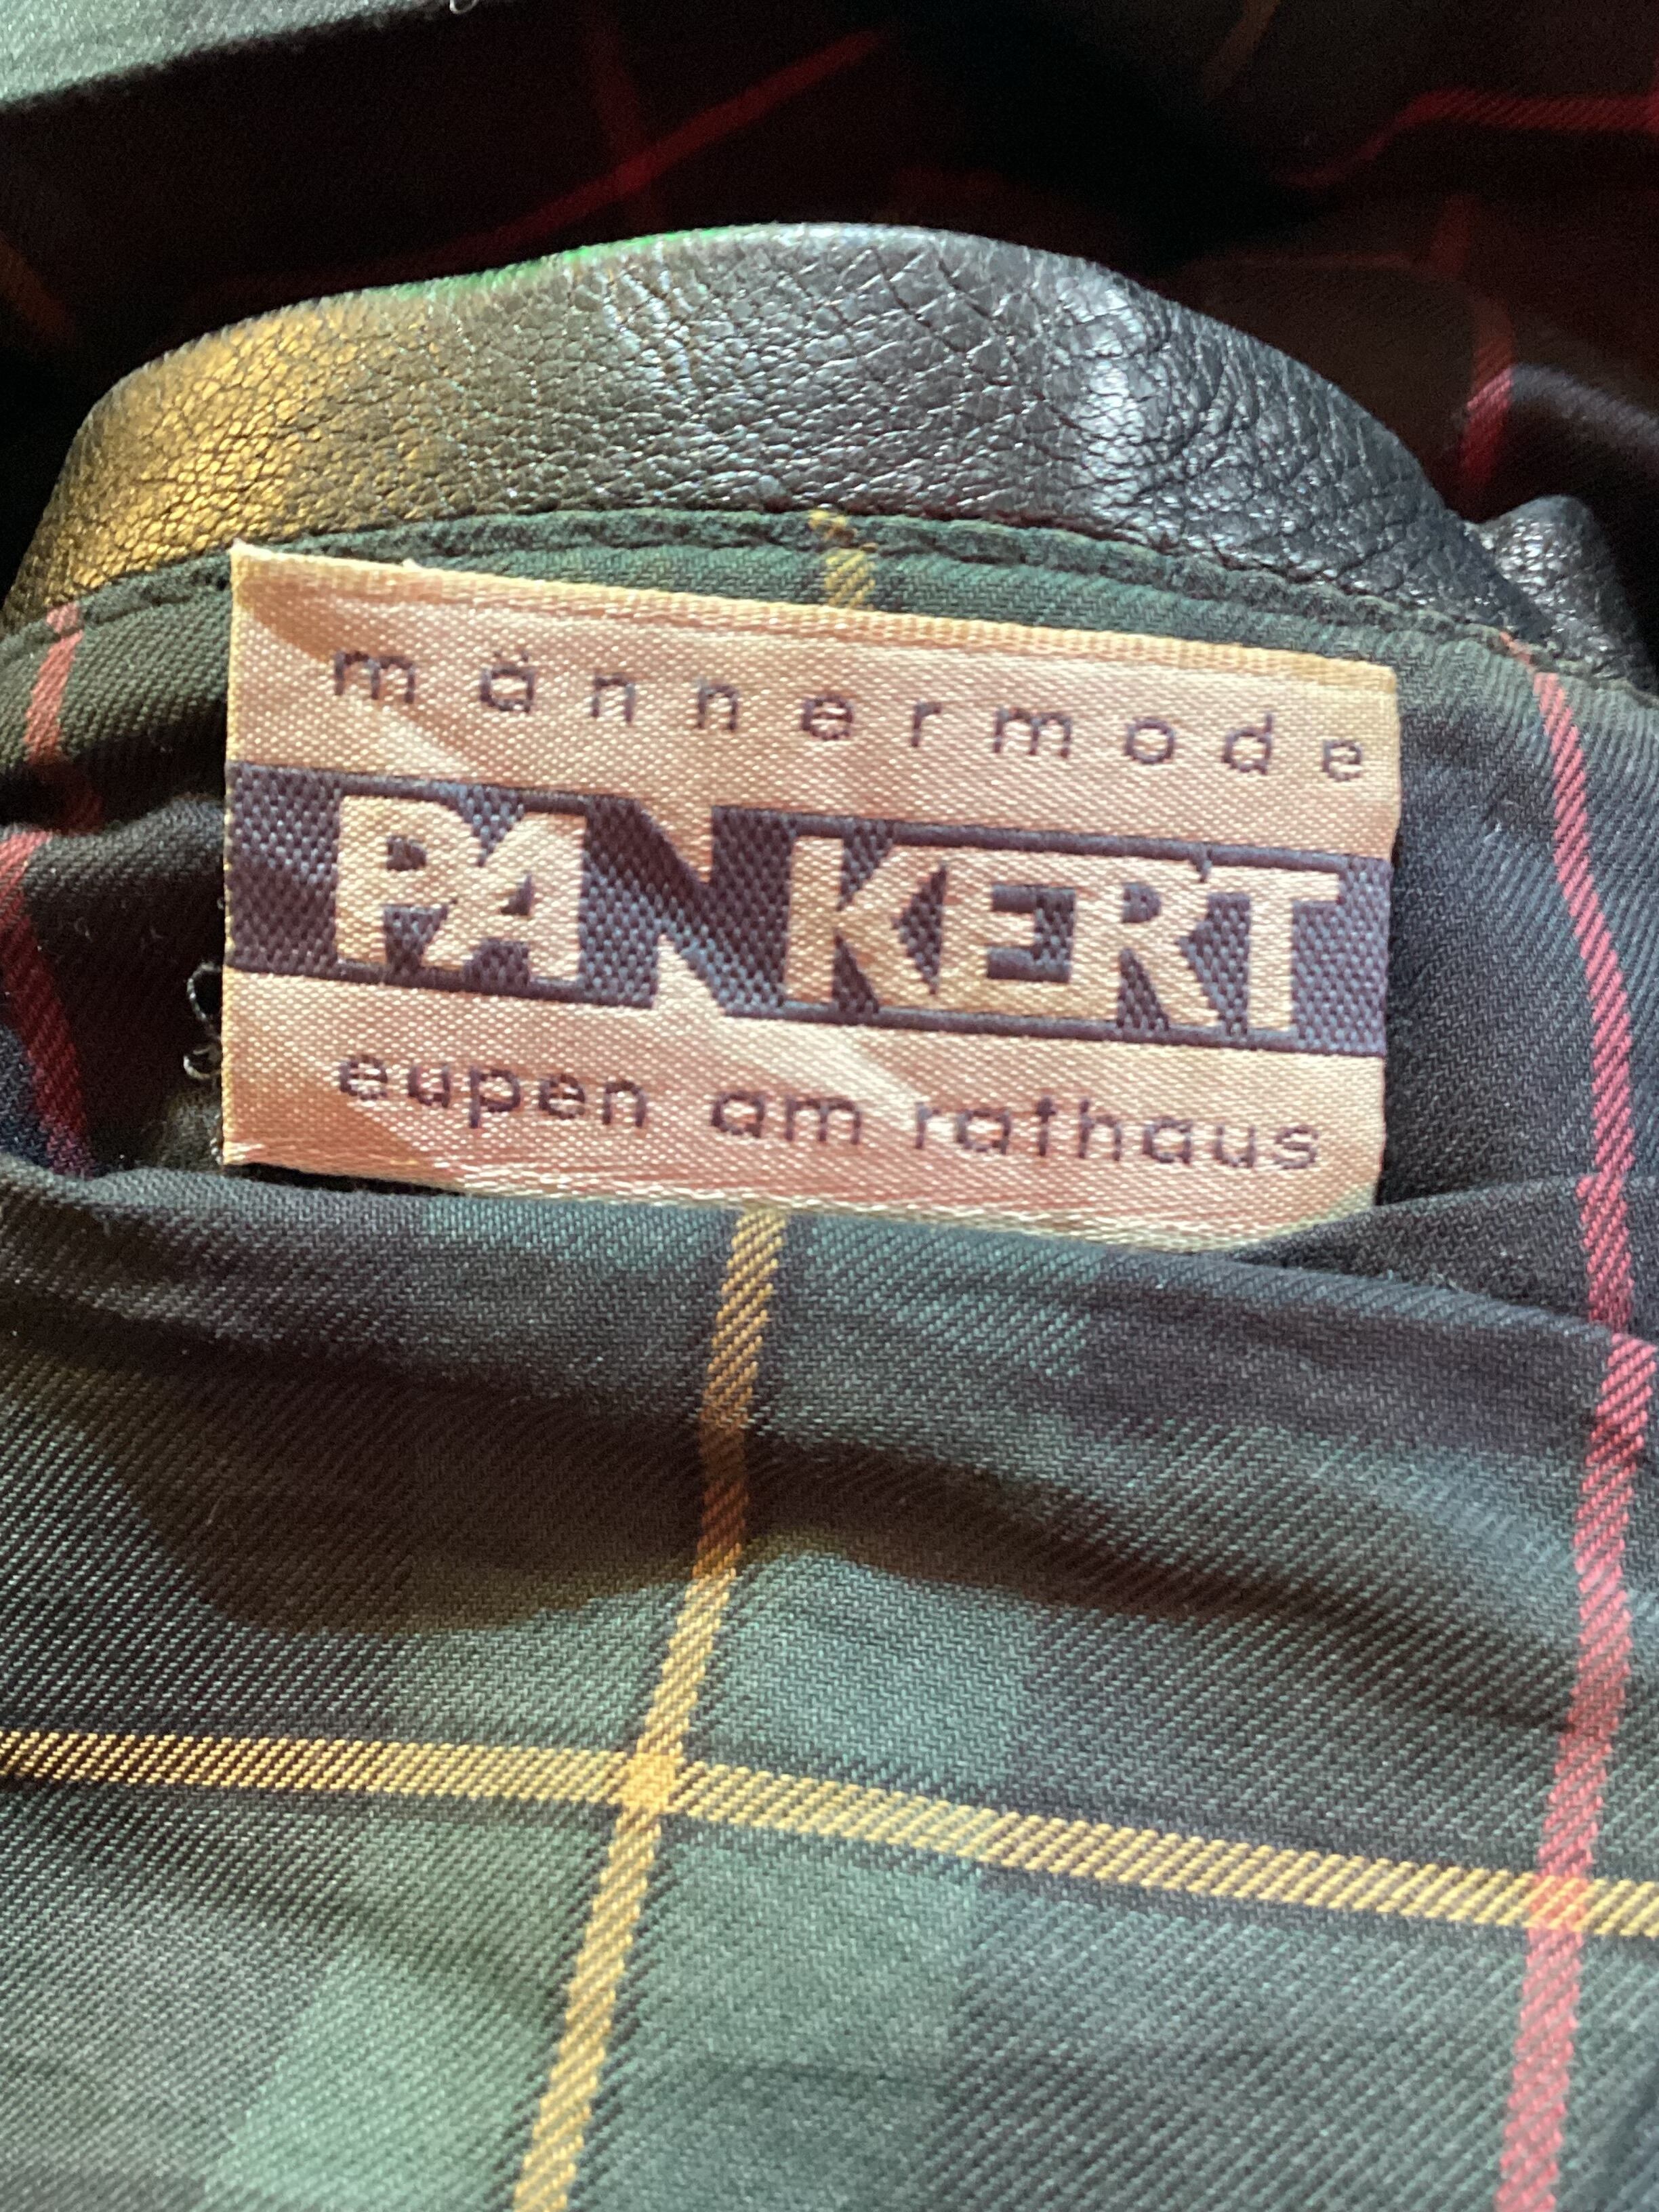 männermode
PANKERT
eupen am rathaus